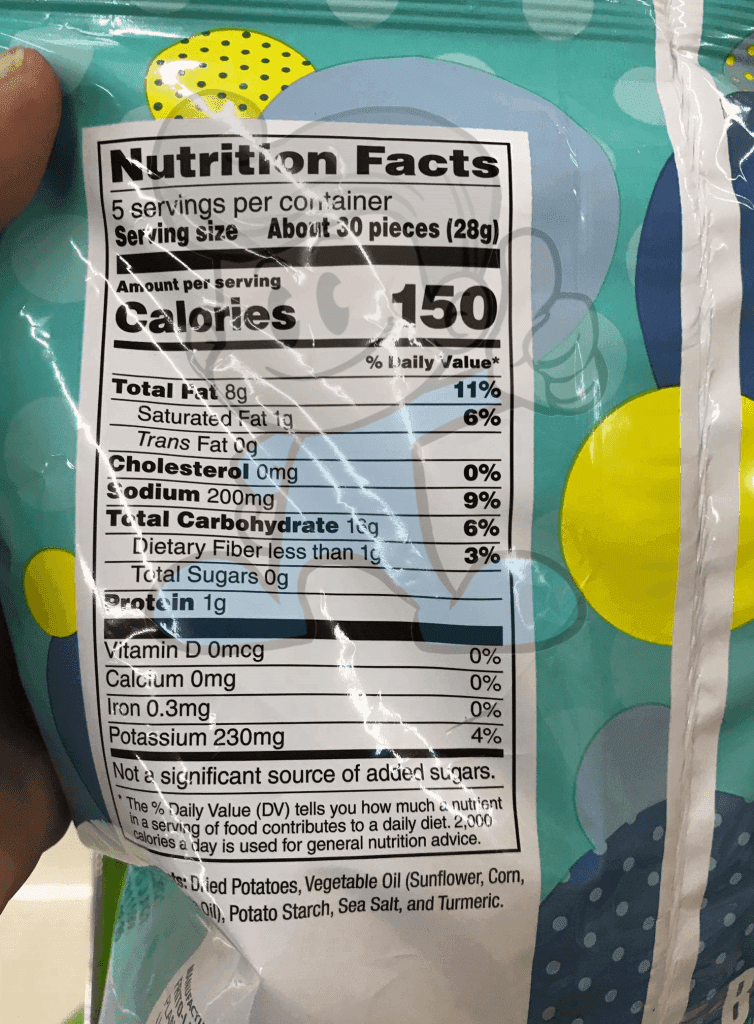 Nutrition Facts
5 servings per container
Serving size About 30 pieces (28g)
Amount per serving
Calories 150
% Daily Value*
Total Fat 8g 11%
Saturated Fat 1g 6%
Trans Fat 0g
Cholesterol 0mg 0%
Sodium 200mg 9%
Total Carbohydrate 6%
Dietary Fiber less than 1g 3%
Total Sugars 0g
Protein 1g
Vitamin D 0mcg 0%
Calcium 0mg 0%
Iron 0.3mg 0%
Potassium 230mg 4%
Not a significant source of added sugars.
* The % Daily Value (DV) tells you how much a nutrient
in a serving of food contributes to a daily diet. 2,000
calories a day is used for general nutrition advice.
Dried Potatoes, Vegetable Oil (Sunflower, Corn,
Oil), Potato Starch, Sea Salt, and Turmeric.